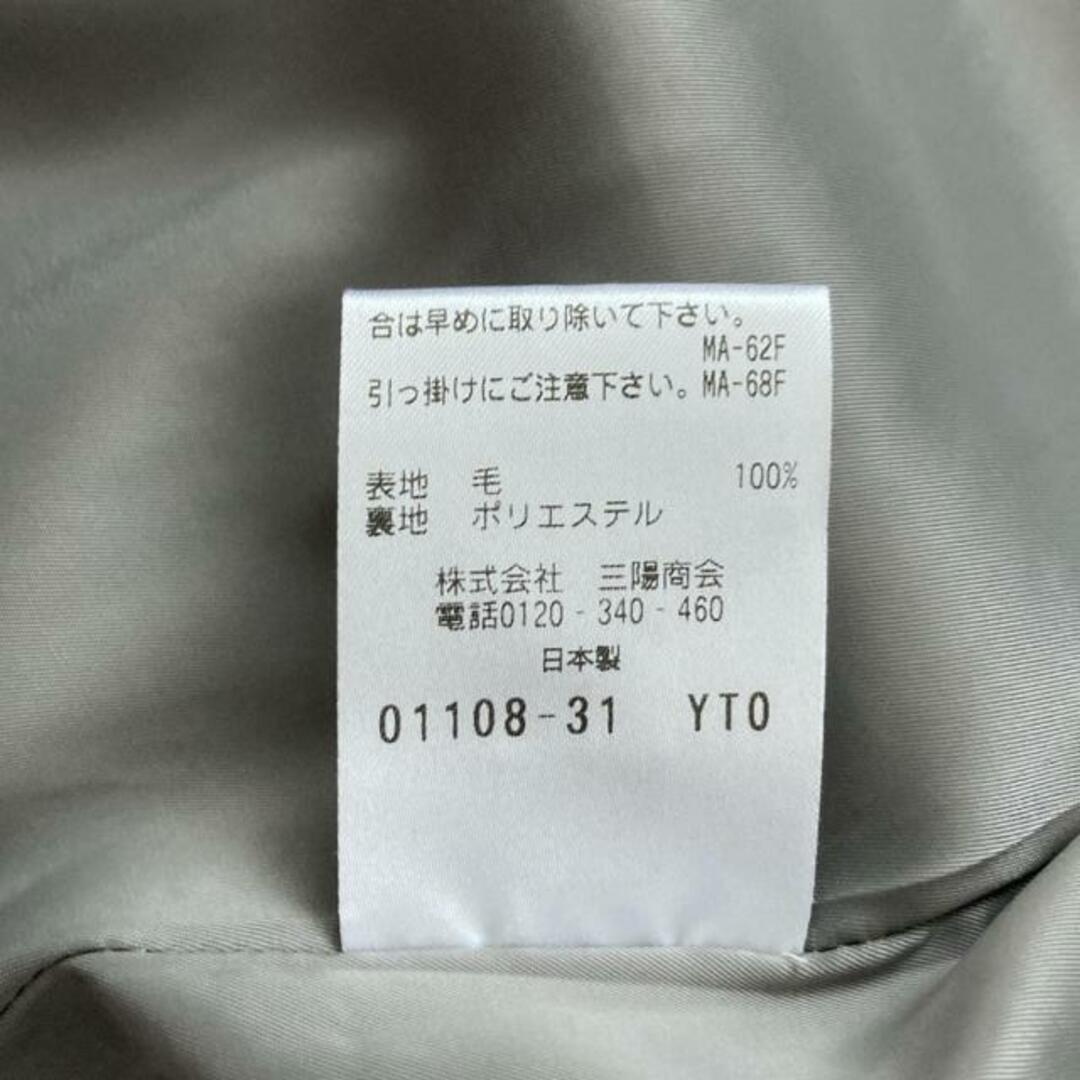 合は早めに取り除いて下さい。
MA-62F
引っ掛けにご注意下さい。MA-68F
表地 毛 100%
裏地 ポリエステル
株式会社 三陽商会
電話0120-340-460
日本製
01108-31 YTO